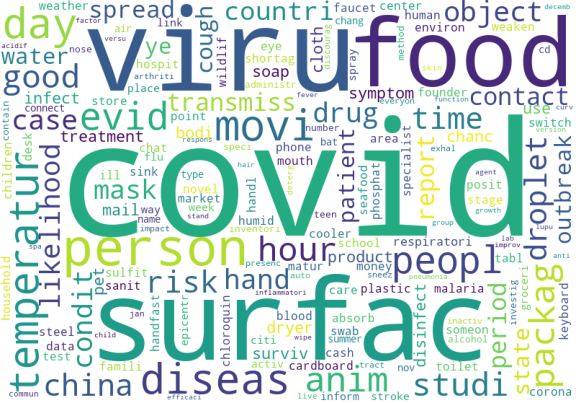 weather
factor
acidif
spread
countri
faucet
center
decemb
air
link
chang
day
viru
food
human
object
versu
ye
cough
wildlif
cloth
eye
shortag
discourag
spray
method
environ
weaken
nose
hospit
arthriti
water
good
soap
administr
skin
cd
contact
infect
store
place
transmiss
symptom
founder
use
connect
fever
everyon
function
switch
case
evid
point
drug
time
version
curv
treatment
bodi
movi
number
chanc
contain
desk
chat
flu
respons
speci
phone
bat
area
report
exhal
outbreak
children
ill
sink
type
hair
mouth
patient
seafood
phosphat
specialist
posit
agent
droplet
temperatur
likelihood
mask
novel
market
covid
deterg
handl
stage
growth
mail
way
week
teen
name
stand
impact
humid
inventori
cooler
school
group
lab
improv
lupu
anti
spa
person
hour
respiratori
peopl
tabl
household
pet
sulfit
presenc
matur
product
money
sneez
pneumonia
sanit
risk
hand
care
plastic
malaria
groceri
investig
condit
handfast
epicentr
inflammatori
disinfect
period
state
packag
keyboard
steel
jan
surfac
inactiv
data
child
chloroquin
dryer
blood
absorb
someon
test
citi
wipe
swab
alcohol
surviv
summer
cash
famili
activ
cardboard
tract
nov
toilet
china
diseas
anim
studi
corona
commun
efficaci
live
inform
stroke